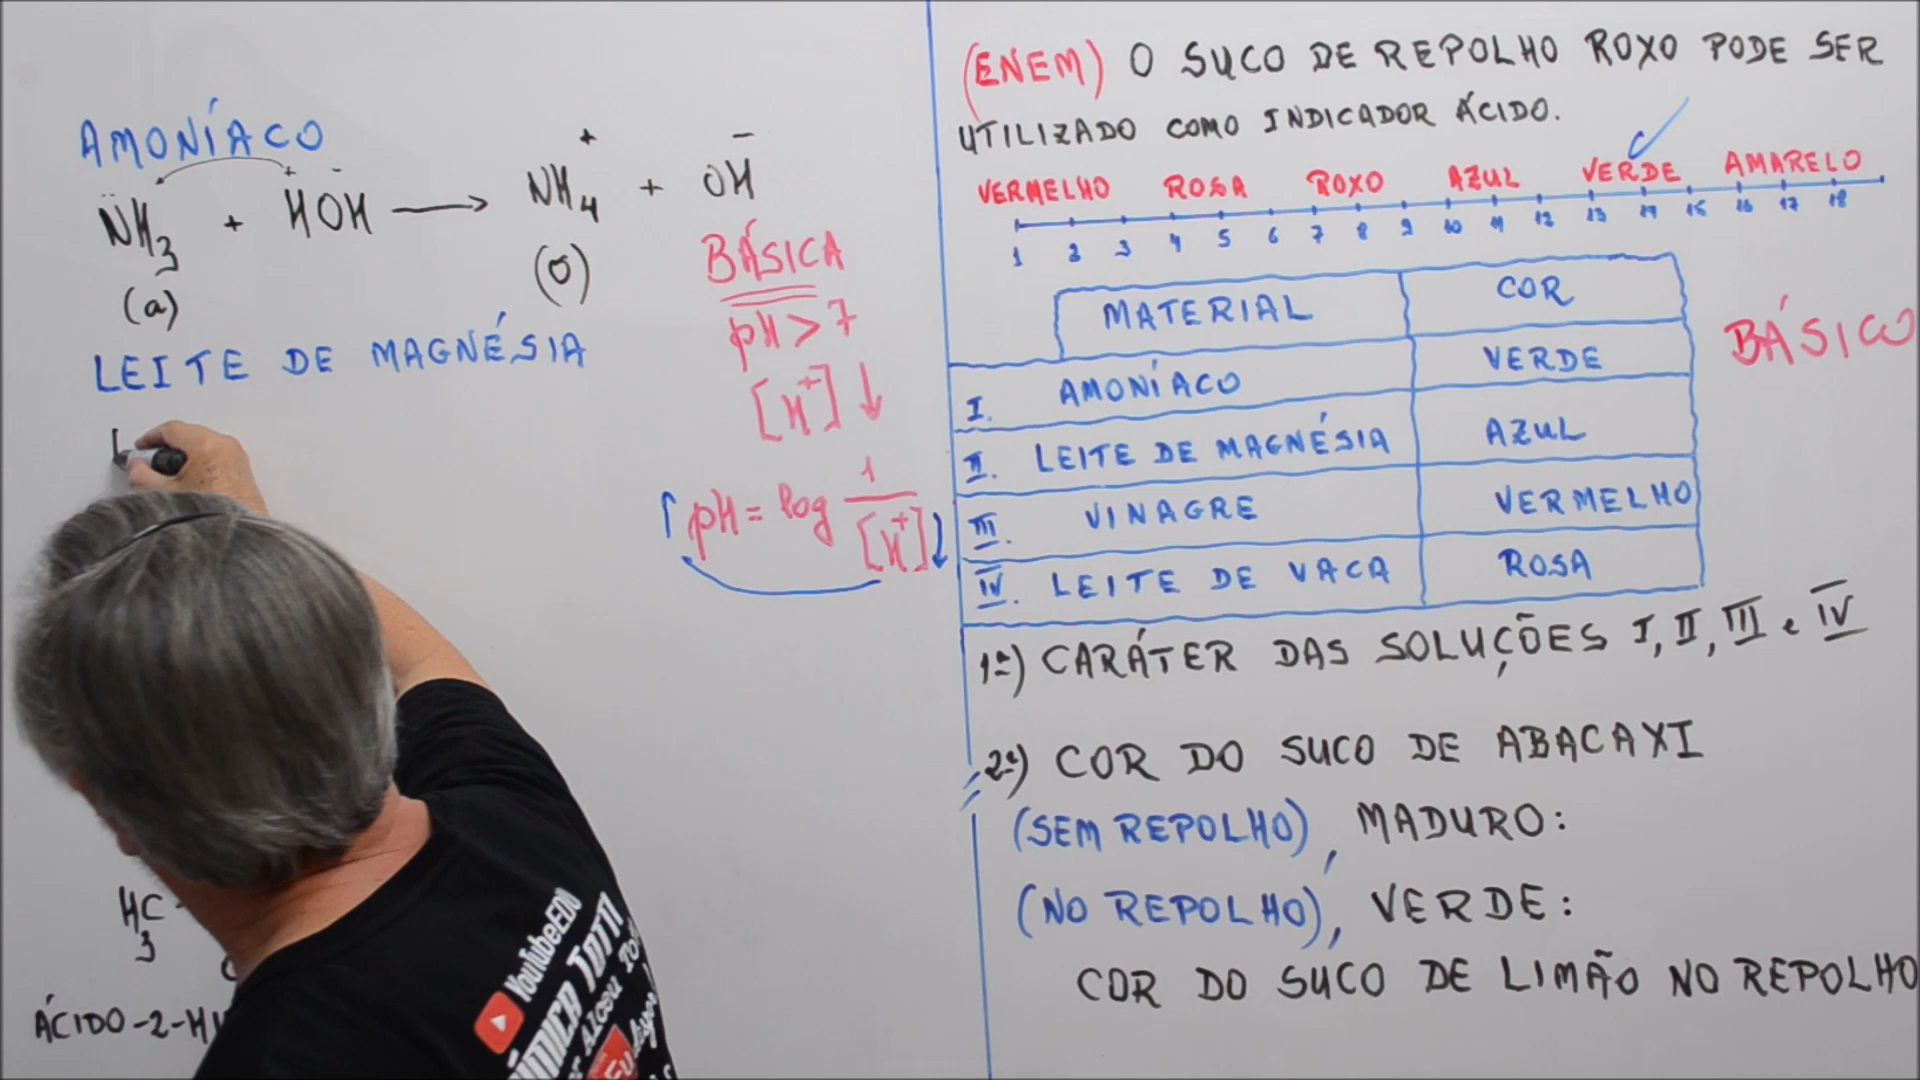 AMONÍACO
NH3 + HOH → NH4+ + OH−
(a) (O)
BÁSICA
pH > 7
[H+] ↓
LEITE DE MAGNÉSIA
↑ pH = log 1/[H+] ↓
H3C
ÁCIDO-2-HI
YouTubeEDU
(ENEM) O SUCO DE REPOLHO ROXO PODE SER
UTILIZADO COMO INDICADOR ÁCIDO.
VERMELHO ROSA ROXO AZUL VERDE AMARELO
1 2 3 4 5 6 7 8 9 10 11 12 13 14 15 16 17 18
MATERIAL COR
I. AMONÍACO VERDE
BÁSICO
II. LEITE DE MAGNÉSIA AZUL
III. VINAGRE VERMELHO
IV. LEITE DE VACA ROSA
1º) CARÁTER DAS SOLUÇÕES I, II, III e IV
2º) COR DO SUCO DE ABACAXI
(SEM REPOLHO), MADURO:
(NO REPOLHO), VERDE:
COR DO SUCO DE LIMÃO NO REPOLHO